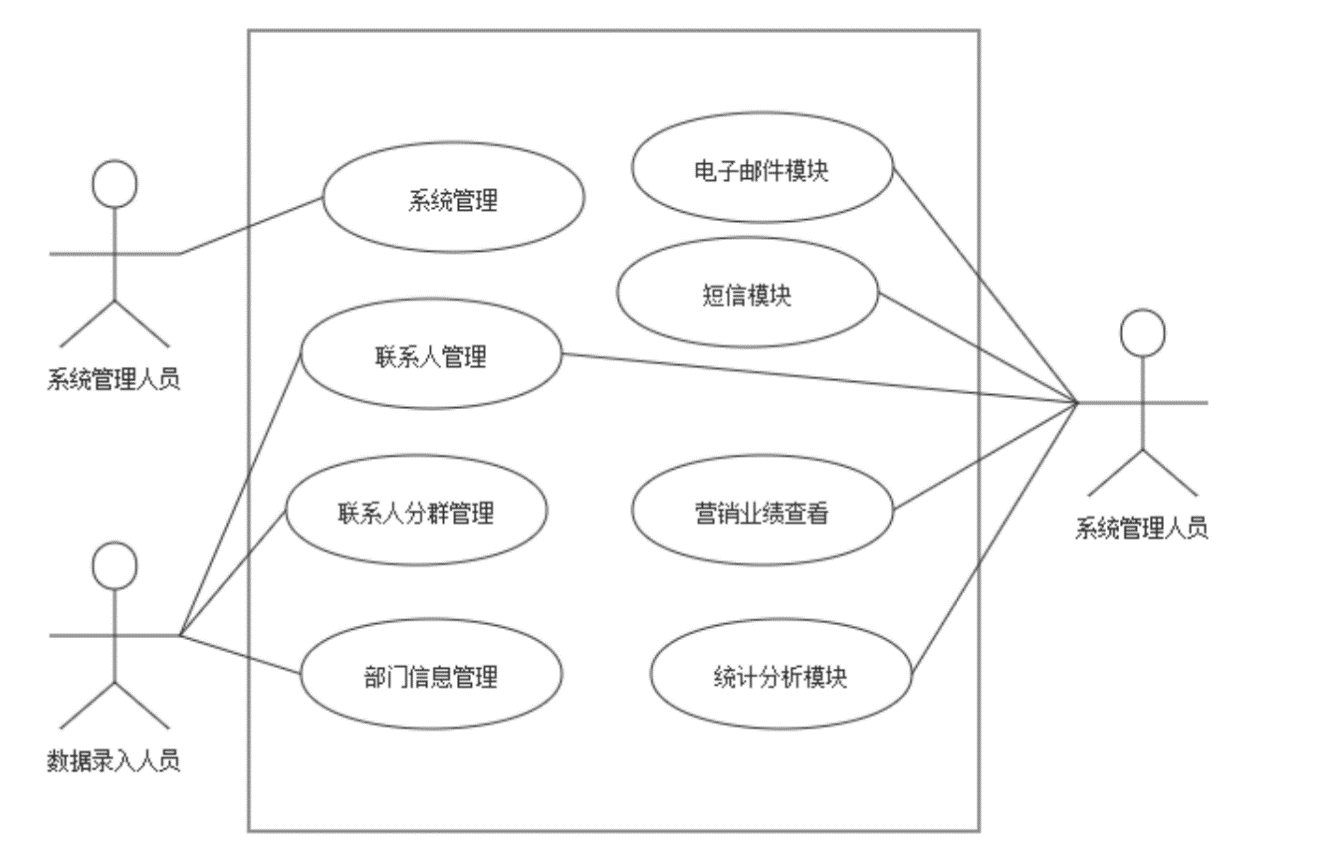 电子邮件模块
系统管理
短信模块
联系人管理
系统管理人员
联系人分群管理
营销业绩查看
系统管理人员
部门信息管理
统计分析模块
数据录入人员